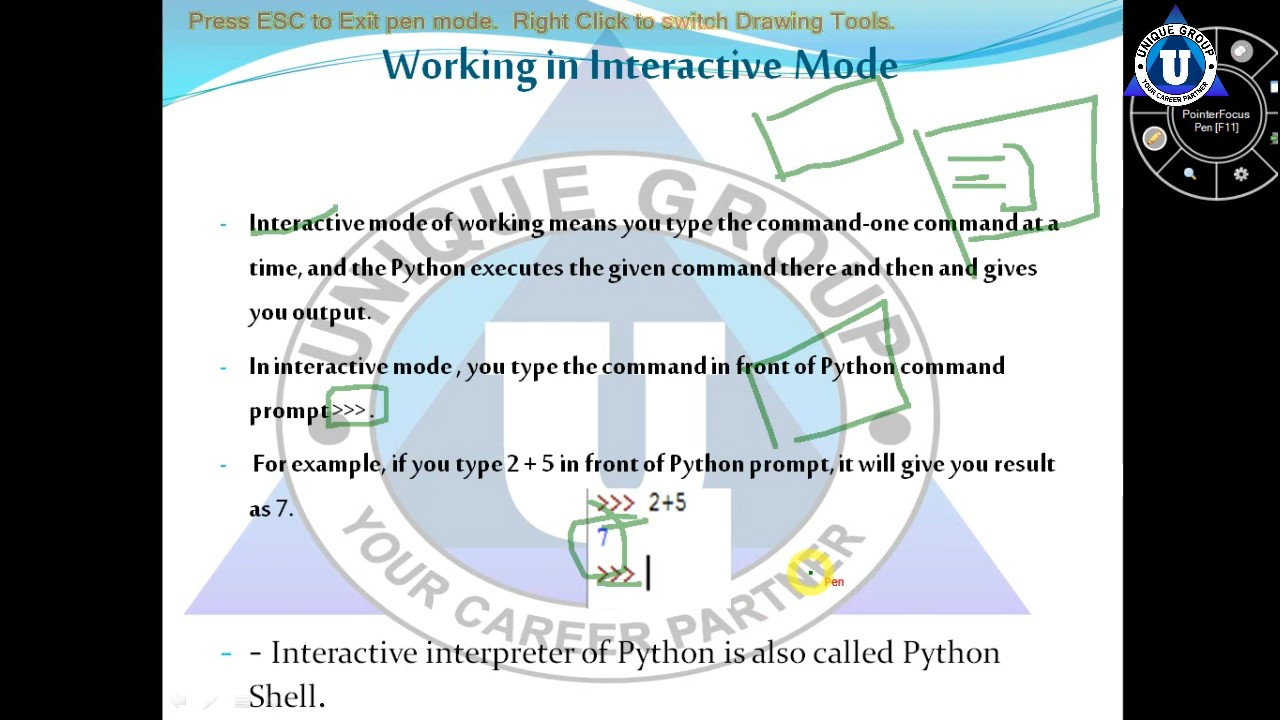 Press ESC to Exit pen mode. Right Click to switch Drawing Tools.
UNIQUE GROUP
U
YOUR CAREER PARTNER
PointerFocus
Pen [F11]
Working in Interactive Mode
- Interactive mode of working means you type the command-one command at a
time, and the Python executes the given command there and then and gives
you output.
- In interactive mode , you type the command in front of Python command
prompt >>> .
- For example, if you type 2 + 5 in front of Python prompt, it will give you result
as 7.
>>> 2+5
7
>>>
Pen
- - Interactive interpreter of Python is also called Python
Shell.
UNIQUE GROUP
U
YOUR CAREER PARTNER